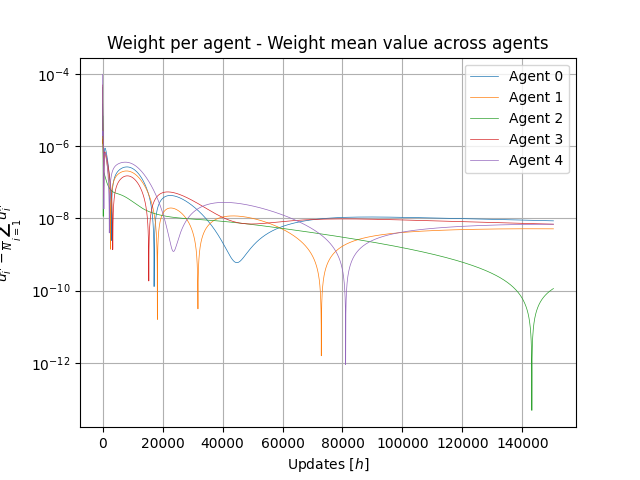 Weight per agent - Weight mean value across agents
10⁻⁴
10⁻⁶
10⁻⁸
10⁻¹⁰
10⁻¹²
0 20000 40000 60000 80000 100000 120000 140000
Updates [h]
Agent 0
Agent 1
Agent 2
Agent 3
Agent 4